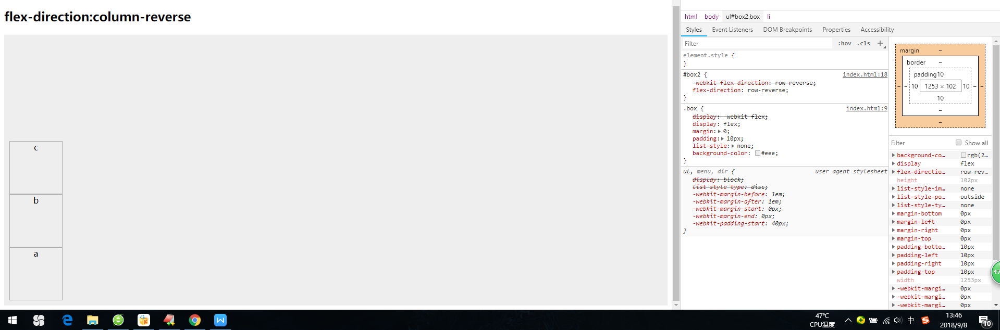 flex-direction:column-reverse
c
b
a
html body ul#box2.box li
Styles Event Listeners DOM Breakpoints Properties Accessibility
Filter :hov .cls +
element.style {
}
#box2 { index.html:18
-webkit-flex-direction: row-reverse;
flex-direction: row-reverse;
}
.box { index.html:9
display: -webkit-flex;
display: flex;
margin: 0;
padding: 10px;
list-style: none;
background-color: #eee;
}
ul, menu, dir { user agent stylesheet
display: block;
list-style-type: disc;
-webkit-margin-before: 1em;
-webkit-margin-after: 1em;
-webkit-margin-start: 0px;
-webkit-margin-end: 0px;
-webkit-padding-start: 40px;
}
margin –
border –
padding 10
– – 10 1253 × 102 10 – –
10
–
–
Filter Show all
background-co… rgb(2…
display flex
flex-directio… row-rev…
height 102px
list-style-im… none
list-style-po… outside
list-style-ty… none
margin-bottom 0px
margin-left 0px
margin-right 0px
margin-top 0px
padding-botto… 10px
padding-left 10px
padding-right 10px
padding-top 10px
width 1253px
-webkit-margi… 0px
-webkit-margi… 0px
-webkit-margi… 0px
47
47℃
CPU温度
中
13:46
2018/9/8
10